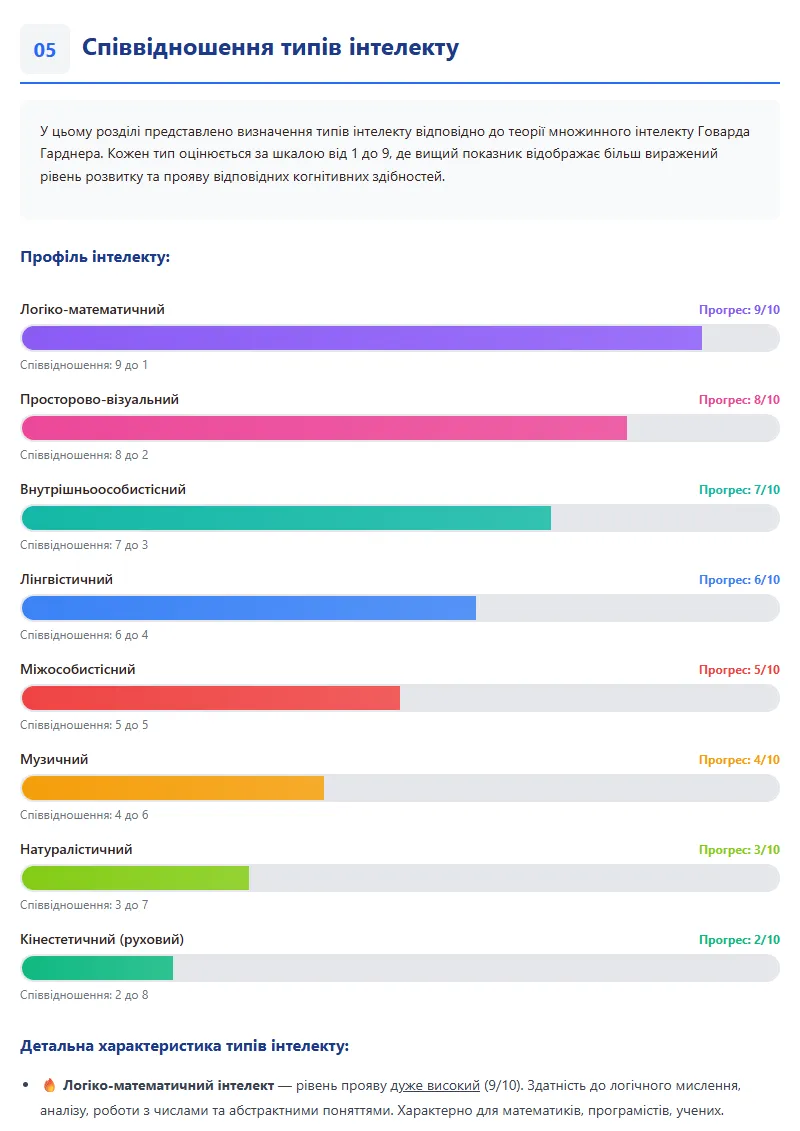 05
Співвідношення типів інтелекту
У цьому розділі представлено визначення типів інтелекту відповідно до теорії множинного інтелекту Говарда
Гарднера. Кожен тип оцінюється за шкалою від 1 до 9, де вищий показник відображає більш виражений
рівень розвитку та прояву відповідних когнітивних здібностей.
Профіль інтелекту:
Логіко-математичний
Прогрес: 9/10
Співвідношення: 9 до 1
Просторово-візуальний
Прогрес: 8/10
Співвідношення: 8 до 2
Внутрішньоособистісний
Прогрес: 7/10
Співвідношення: 7 до 3
Лінгвістичний
Прогрес: 6/10
Співвідношення: 6 до 4
Міжособистісний
Прогрес: 5/10
Співвідношення: 5 до 5
Музичний
Прогрес: 4/10
Співвідношення: 4 до 6
Натуралістичний
Прогрес: 3/10
Співвідношення: 3 до 7
Кінестетичний (руховий)
Прогрес: 2/10
Співвідношення: 2 до 8
Детальна характеристика типів інтелекту:
• 🔥 Логіко-математичний інтелект — рівень прояву дуже високий (9/10). Здатність до логічного мислення,
аналізу, роботи з числами та абстрактними поняттями. Характерно для математиків, програмістів, учених.